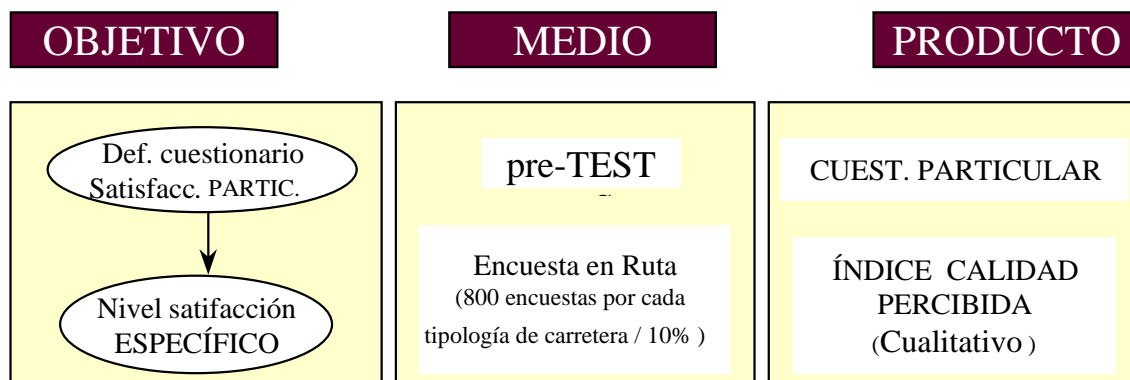 OBJETIVO
MEDIO
PRODUCTO
Def. cuestionario
Satisfacc. PARTIC.
Nivel satifacción
ESPECÍFICO
pre-TEST
Encuesta en Ruta
(800 encuestas por cada
tipología de carretera / 10% )
CUEST. PARTICULAR
ÍNDICE CALIDAD
PERCIBIDA
(Cualitativo )